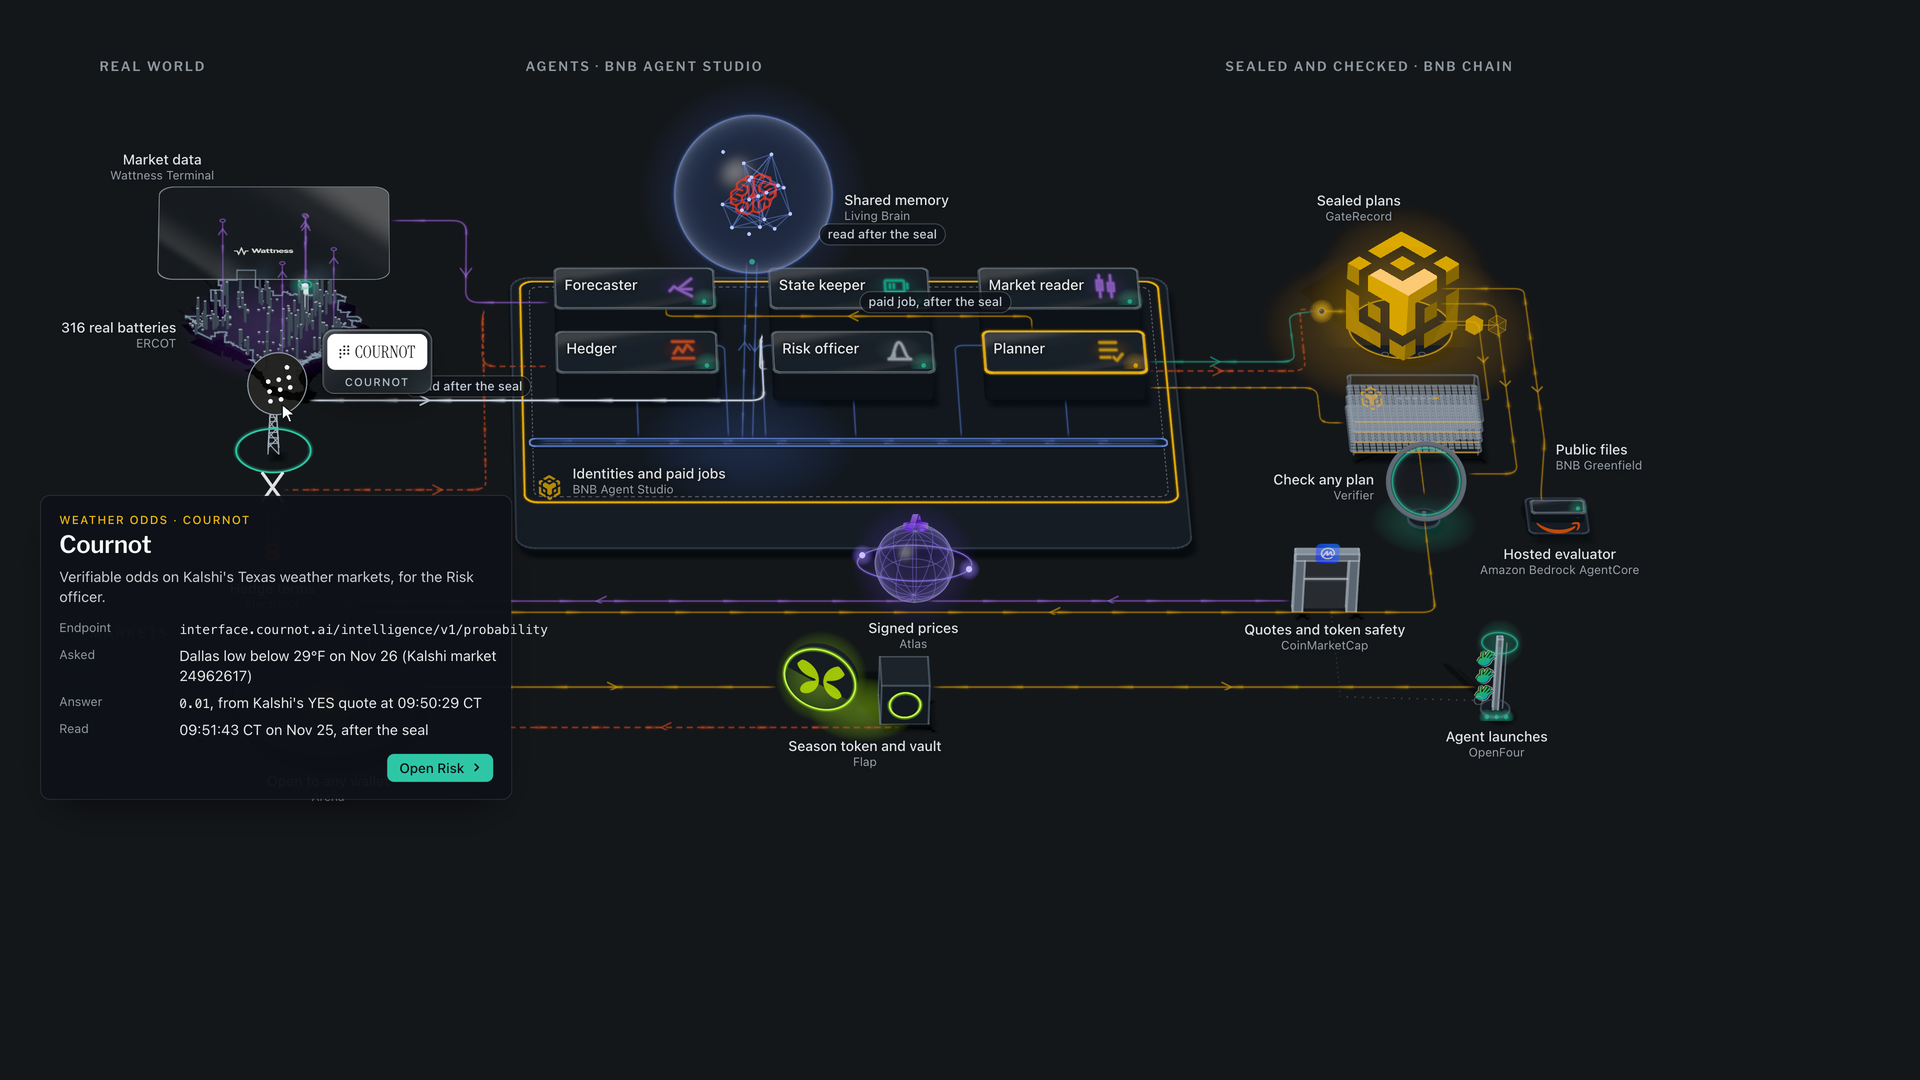 REAL WORLD
AGENTS · BNB AGENT STUDIO
SEALED AND CHECKED · BNB CHAIN
Market data
Wattness Terminal
Wattness
316 real batteries
ERCOT
COURNOT
COURNOT
d after the seal
Shared memory
Living Brain
read after the seal
Forecaster
State keeper
Market reader
paid job, after the seal
Hedger
Risk officer
Planner
Identities and paid jobs
BNB Agent Studio
Sealed plans
GateRecord
Check any plan
Verifier
Public files
BNB Greenfield
Hosted evaluator
Amazon Bedrock AgentCore
Signed prices
Atlas
Quotes and token safety
CoinMarketCap
Season token and vault
Flap
Agent launches
OpenFour
WEATHER ODDS · COURNOT
Cournot
Verifiable odds on Kalshi's Texas weather markets, for the Risk
officer.
Endpoint interface.cournot.ai/intelligence/v1/probability
Asked Dallas low below 29°F on Nov 26 (Kalshi market
24962617)
Answer 0.01, from Kalshi's YES quote at 09:50:29 CT
Read 09:51:43 CT on Nov 25, after the seal
Open Risk
Open to any wallet
Arena